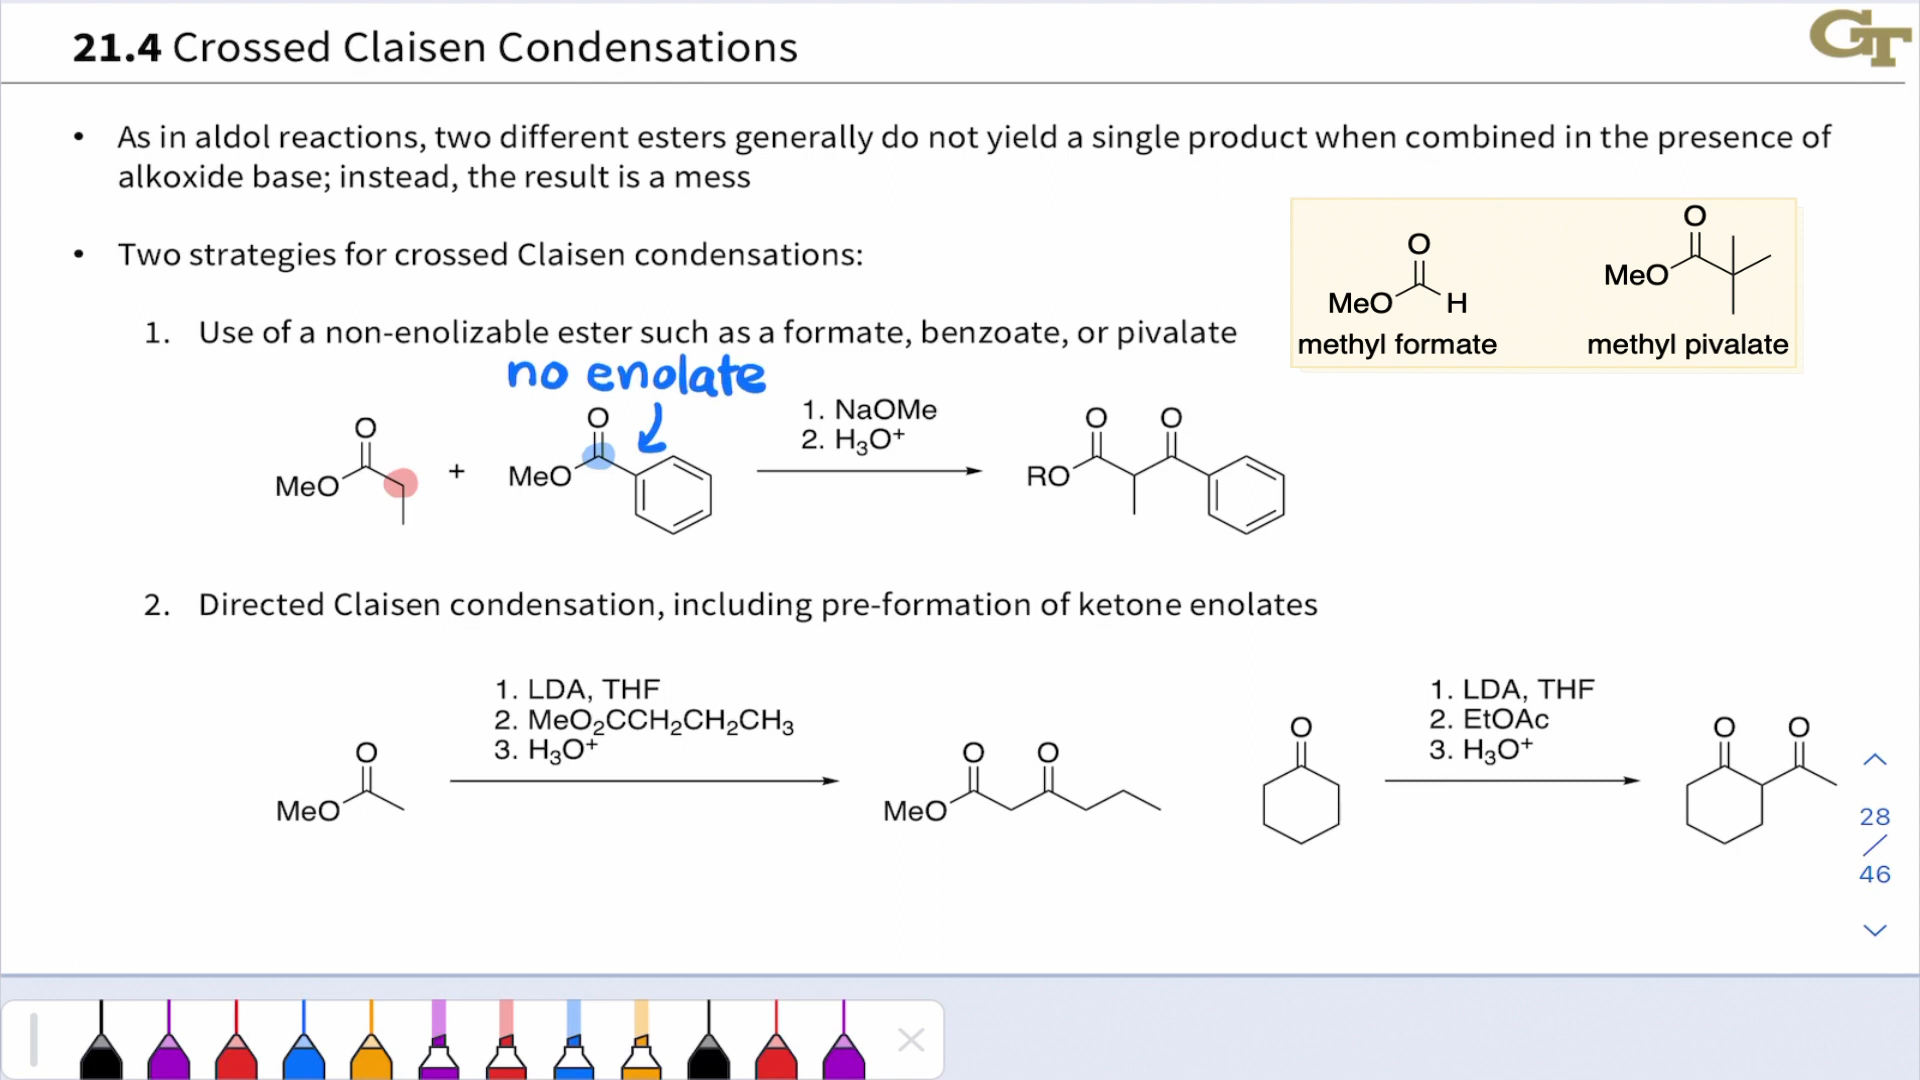 21.4 Crossed Claisen Condensations
GT
• As in aldol reactions, two different esters generally do not yield a single product when combined in the presence of
alkoxide base; instead, the result is a mess
• Two strategies for crossed Claisen condensations:
O
MeO H
methyl formate
O
MeO
methyl pivalate
1. Use of a non-enolizable ester such as a formate, benzoate, or pivalate
no enolate
O
MeO
+
O
MeO
1. NaOMe
2. H₃O⁺
O O
RO
2. Directed Claisen condensation, including pre-formation of ketone enolates
O
MeO
1. LDA, THF
2. MeO₂CCH₂CH₂CH₃
3. H₃O⁺
O O
MeO
O
1. LDA, THF
2. EtOAc
3. H₃O⁺
O O
28
/
46